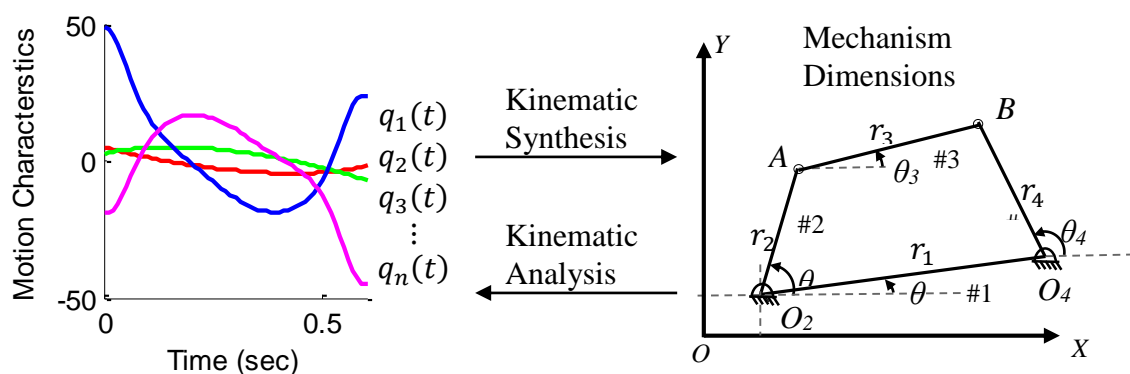 Motion Characterstics
50
0
-50
0
0.5
Time (sec)
q₁(t)
q₂(t)
q₃(t)
⋮
qₙ(t)
Kinematic
Synthesis
Kinematic
Analysis
Mechanism
Dimensions
Y
B
A
r₃
#3
θ₃
#2
r₄
r₂
r₁
θ₄
θ
#1
O₂
O₄
O
X